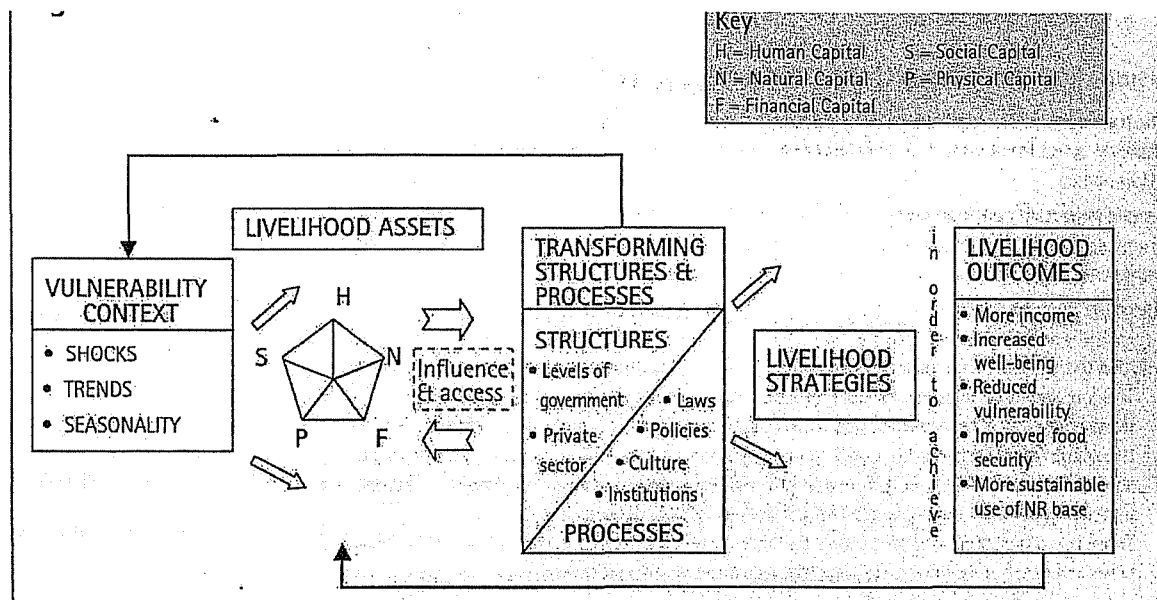 Key
H = Human Capital S = Social Capital
N = Natural Capital P = Physical Capital
F = Financial Capital
LIVELIHOOD ASSETS
VULNERABILITY
CONTEXT
• SHOCKS
• TRENDS
• SEASONALITY
H
S
N
P
F
Influence
& access
TRANSFORMING
STRUCTURES &
PROCESSES
STRUCTURES
• Levels of
government
• Private
sector
• Laws
• Policies
• Culture
• Institutions
PROCESSES
LIVELIHOOD
STRATEGIES
in order to achieve
LIVELIHOOD
OUTCOMES
• More income
• Increased
well-being
• Reduced
vulnerability
• Improved food
security
• More sustainable
use of NR base